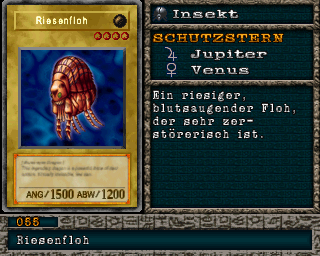 Riesenfloh
ANG/1500 ABW/1200
Insekt
SCHUTZSTERN
♃ Jupiter
♀ Venus
Ein riesiger,
blutsaugender Floh,
der sehr zer-
störerisch ist.
055
Riesenfloh